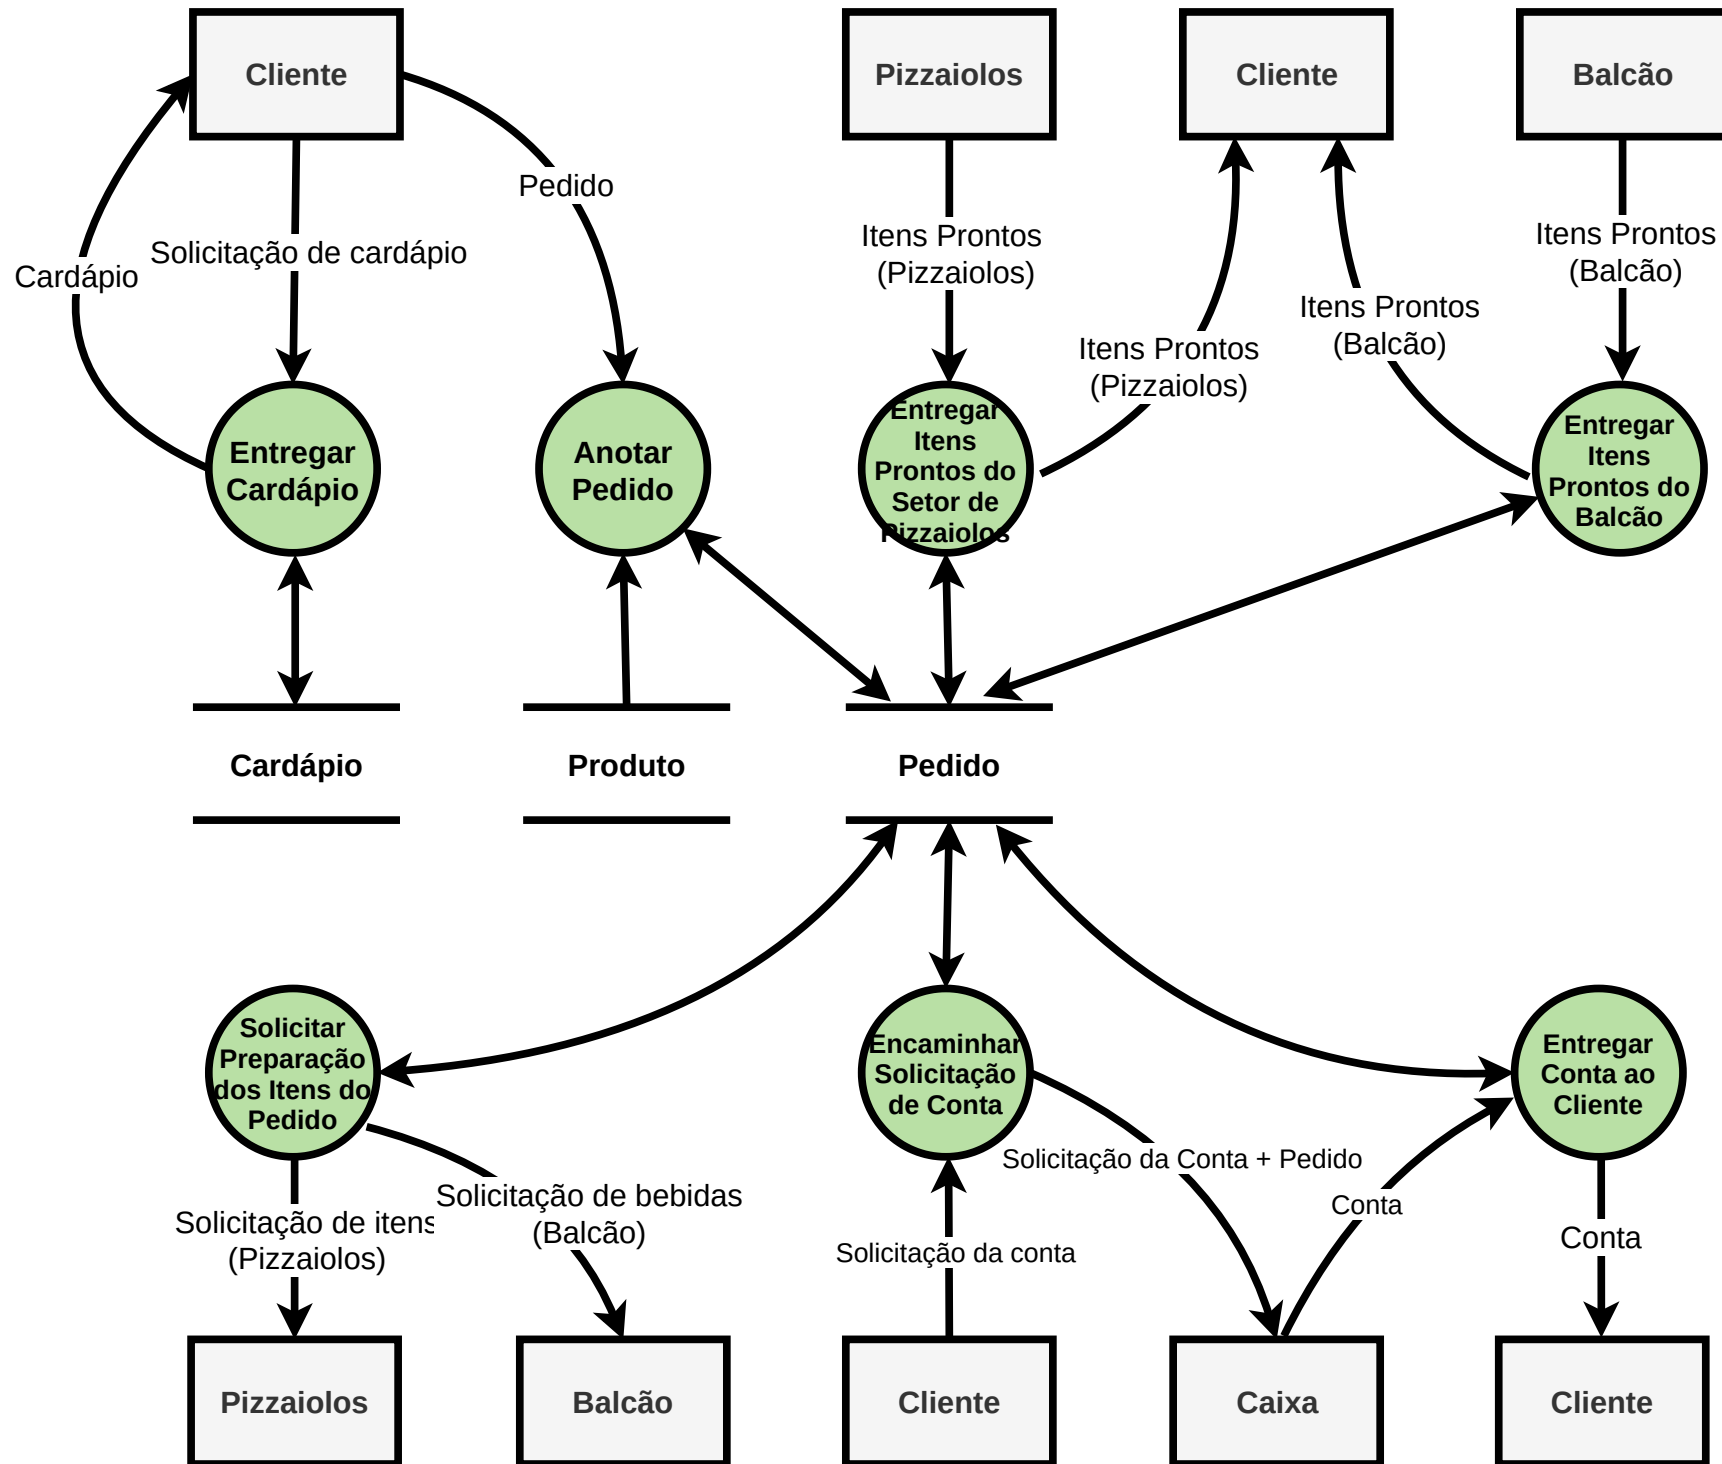 Cliente
Pizzaiolos
Cliente
Balcão
Pedido
Solicitação de cardápio
Cardápio
Itens Prontos
(Pizzaiolos)
Itens Prontos
(Balcão)
Itens Prontos
(Balcão)
Itens Prontos
(Pizzaiolos)
Entregar
Cardápio
Anotar
Pedido
Entregar
Itens
Prontos do
Setor de
Pizzaiolos
Entregar
Itens
Prontos do
Balcão
Cardápio
Produto
Pedido
Solicitar
Preparação
dos Itens do
Pedido
Encaminhar
Solicitação
de Conta
Entregar
Conta ao
Cliente
Solicitação da Conta + Pedido
Solicitação de bebidas
(Balcão)
Solicitação de itens
(Pizzaiolos)
Solicitação da conta
Conta
Conta
Pizzaiolos
Balcão
Cliente
Caixa
Cliente